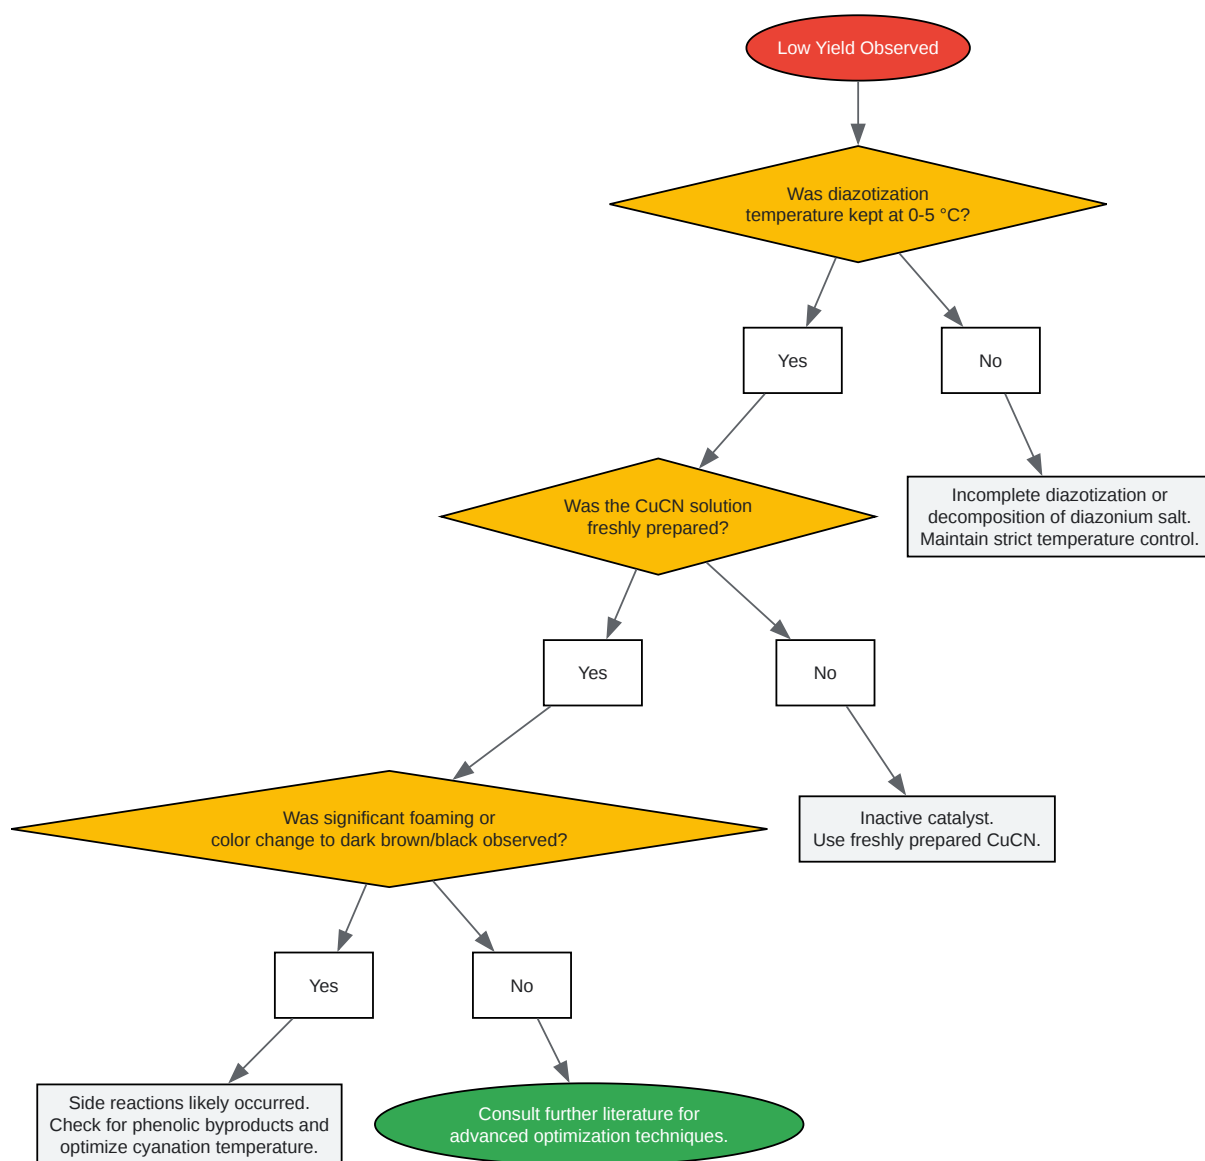 Low Yield Observed
Was diazotization
temperature kept at 0-5 °C?
Yes
No
Incomplete diazotization or
decomposition of diazonium salt.
Maintain strict temperature control.
Was the CuCN solution
freshly prepared?
Yes
No
Inactive catalyst.
Use freshly prepared CuCN.
Was significant foaming or
color change to dark brown/black observed?
Yes
No
Side reactions likely occurred.
Check for phenolic byproducts and
optimize cyanation temperature.
Consult further literature for
advanced optimization techniques.